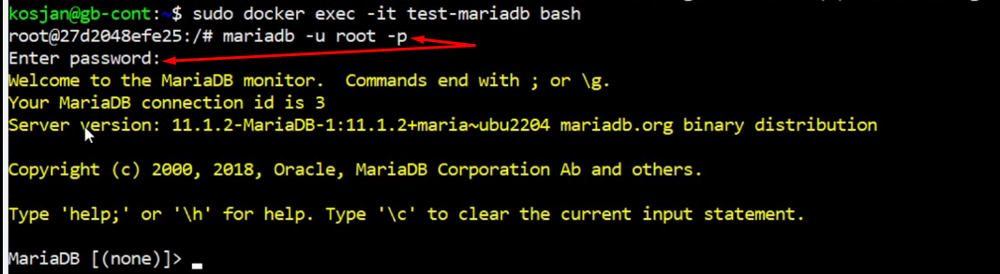 kosjan@gb-cont:~$ sudo docker exec -it test-mariadb bash
root@27d2048efe25:/# mariadb -u root -p
Enter password:
Welcome to the MariaDB monitor.  Commands end with ; or \g.
Your MariaDB connection id is 3
Server version: 11.1.2-MariaDB-1:11.1.2+maria~ubu2204 mariadb.org binary distribution
Copyright (c) 2000, 2018, Oracle, MariaDB Corporation Ab and others.
Type 'help;' or '\h' for help. Type '\c' to clear the current input statement.
MariaDB [(none)]>